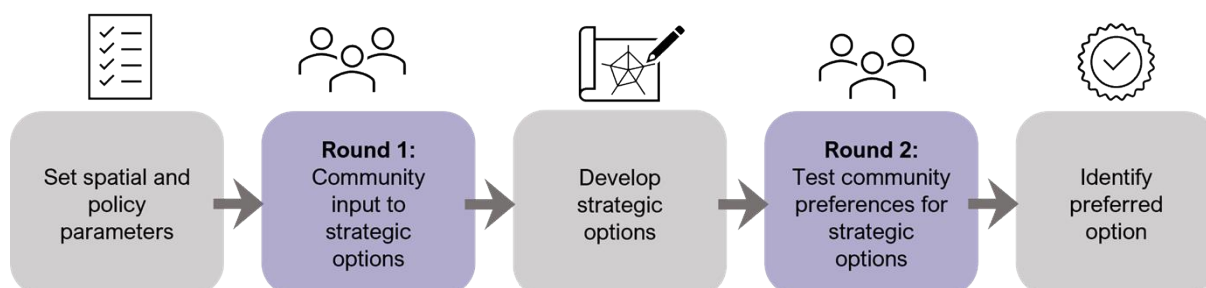 Set spatial and
policy
parameters
Round 1:
Community
input to
strategic
options
Develop
strategic
options
Round 2:
Test community
preferences for
strategic
options
Identify
preferred
option